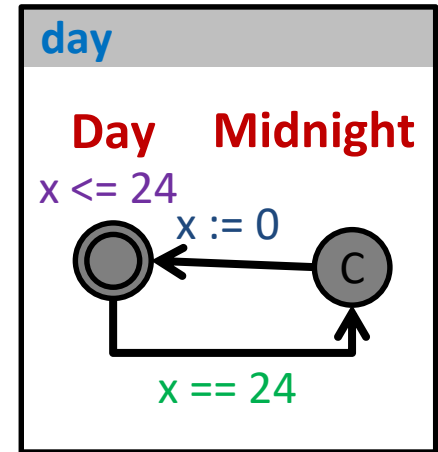 day
Day Midnight
x <= 24
x := 0
C
x == 24